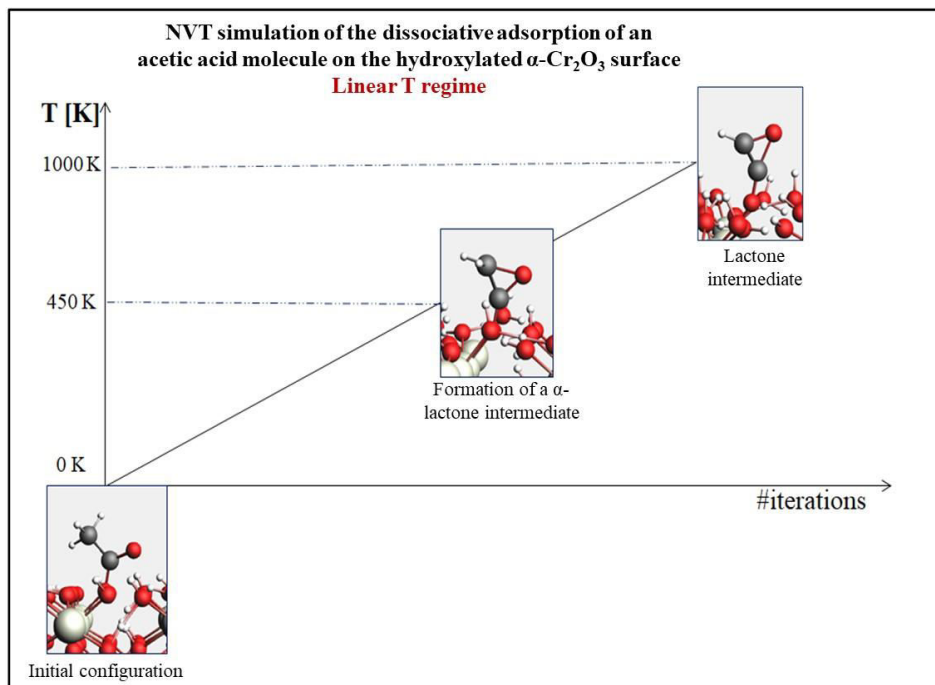 NVT simulation of the dissociative adsorption of an
acetic acid molecule on the hydroxylated α-Cr₂O₃ surface
Linear T regime
T [K]
1000 K
Lactone
intermediate
450 K
Formation of a α-
lactone intermediate
0 K
#iterations
Initial configuration